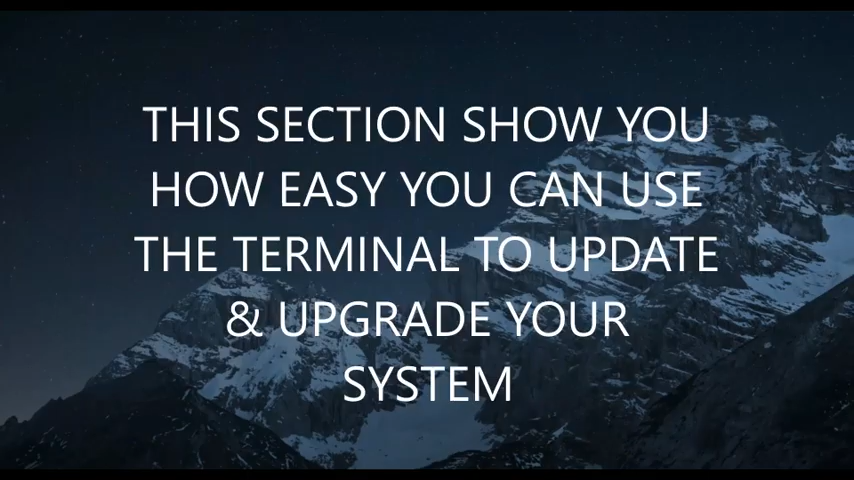 THIS SECTION SHOW YOU
HOW EASY YOU CAN USE
THE TERMINAL TO UPDATE
& UPGRADE YOUR
SYSTEM